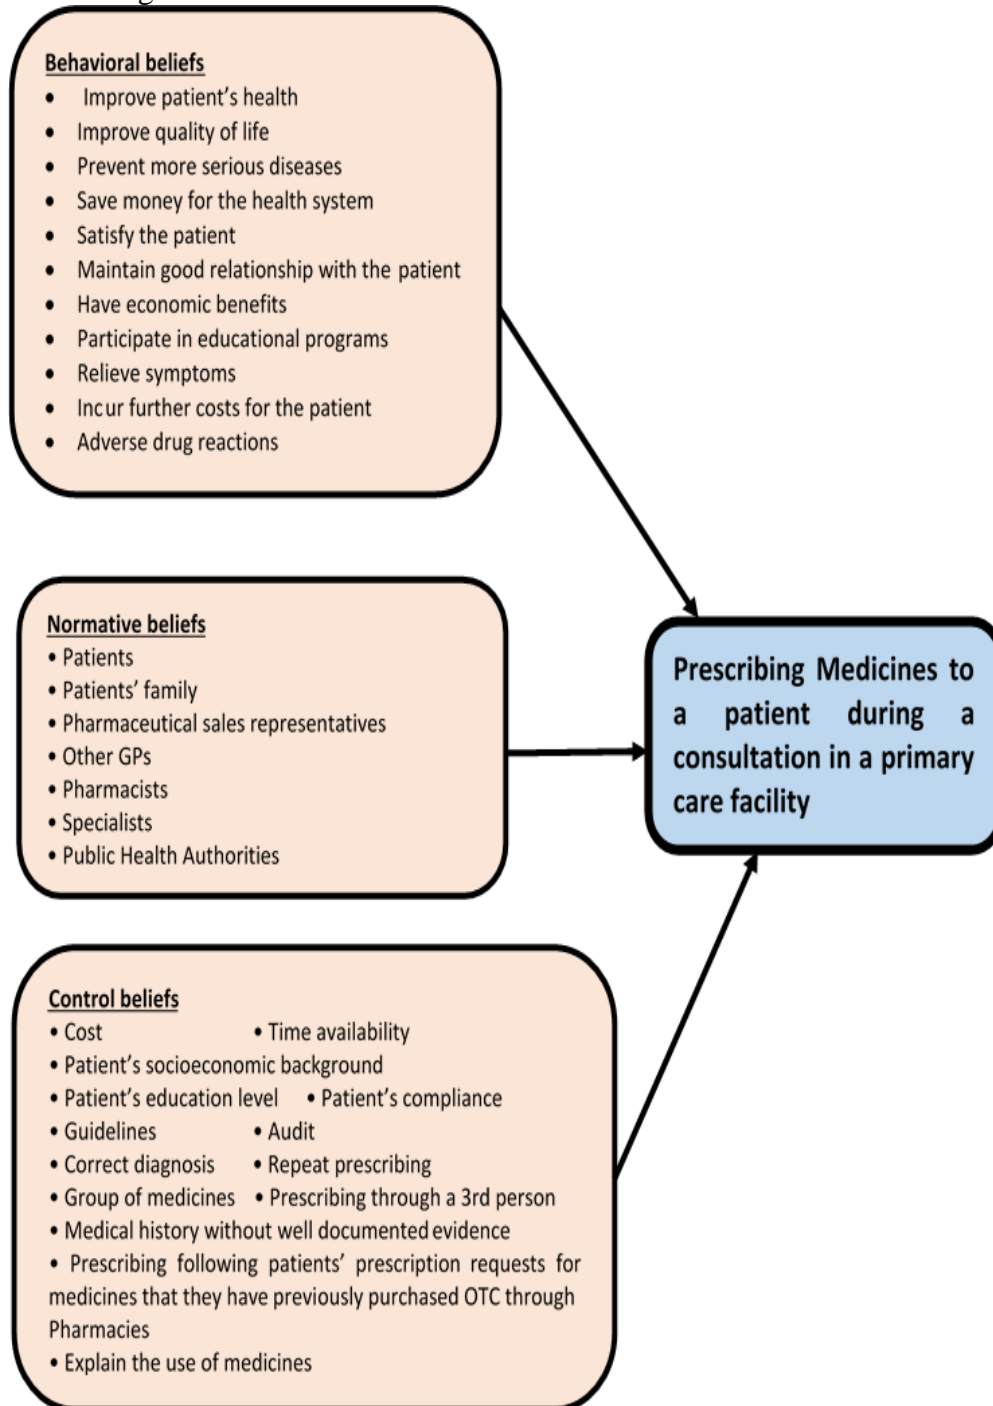 Behavioral beliefs
• Improve patient's health
• Improve quality of life
• Prevent more serious diseases
• Save money for the health system
• Satisfy the patient
• Maintain good relationship with the patient
• Have economic benefits
• Participate in educational programs
• Relieve symptoms
• Incur further costs for the patient
• Adverse drug reactions
Normative beliefs
• Patients
• Patients' family
• Pharmaceutical sales representatives
• Other GPs
• Pharmacists
• Specialists
• Public Health Authorities
Prescribing Medicines to
a patient during a
consultation in a primary
care facility
Control beliefs
• Cost • Time availability
• Patient's socioeconomic background
• Patient's education level • Patient's compliance
• Guidelines • Audit
• Correct diagnosis • Repeat prescribing
• Group of medicines • Prescribing through a 3rd person
• Medical history without well documented evidence
• Prescribing following patients' prescription requests for
medicines that they have previously purchased OTC through
Pharmacies
• Explain the use of medicines